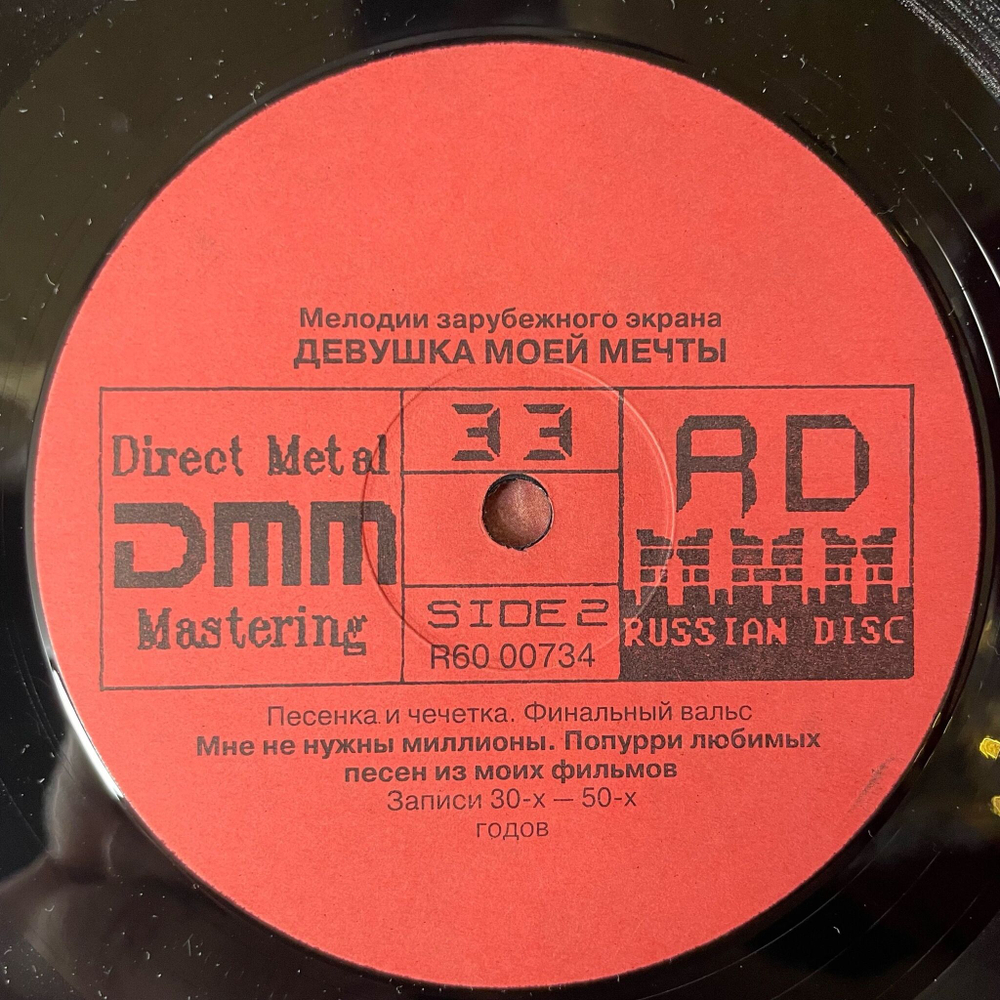 Мелодии зарубежного экрана
ДЕВУШКА МОЕЙ МЕЧТЫ
Direct Metal
DMM
Mastering
33
SIDE 2
R60 00734
RD
RUSSIAN DISC
Песенка и чечетка. Финальный вальс
Мне не нужны миллионы. Попурри любимых
песен из моих фильмов
Записи 30-х — 50-х
годов